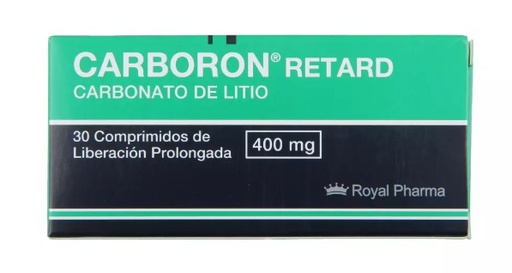 CARBORON® RETARD
CARBONATO DE LITIO
30 Comprimidos de
Liberación Prolongada
400 mg
Royal Pharma